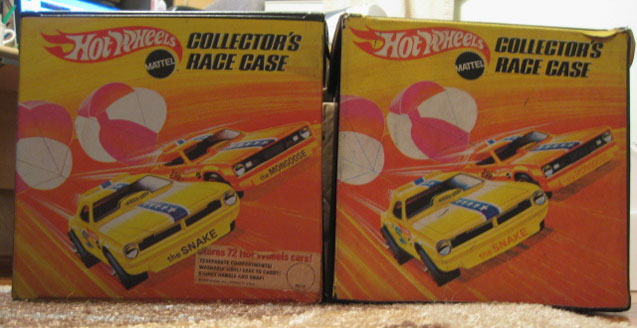 Hot Wheels
MATTEL
COLLECTOR'S
RACE CASE
the MONGOOSE
the SNAKE
Stores 72 Hot Wheels cars!
Hot Wheels
MATTEL
COLLECTOR'S
RACE CASE
the SNAKE